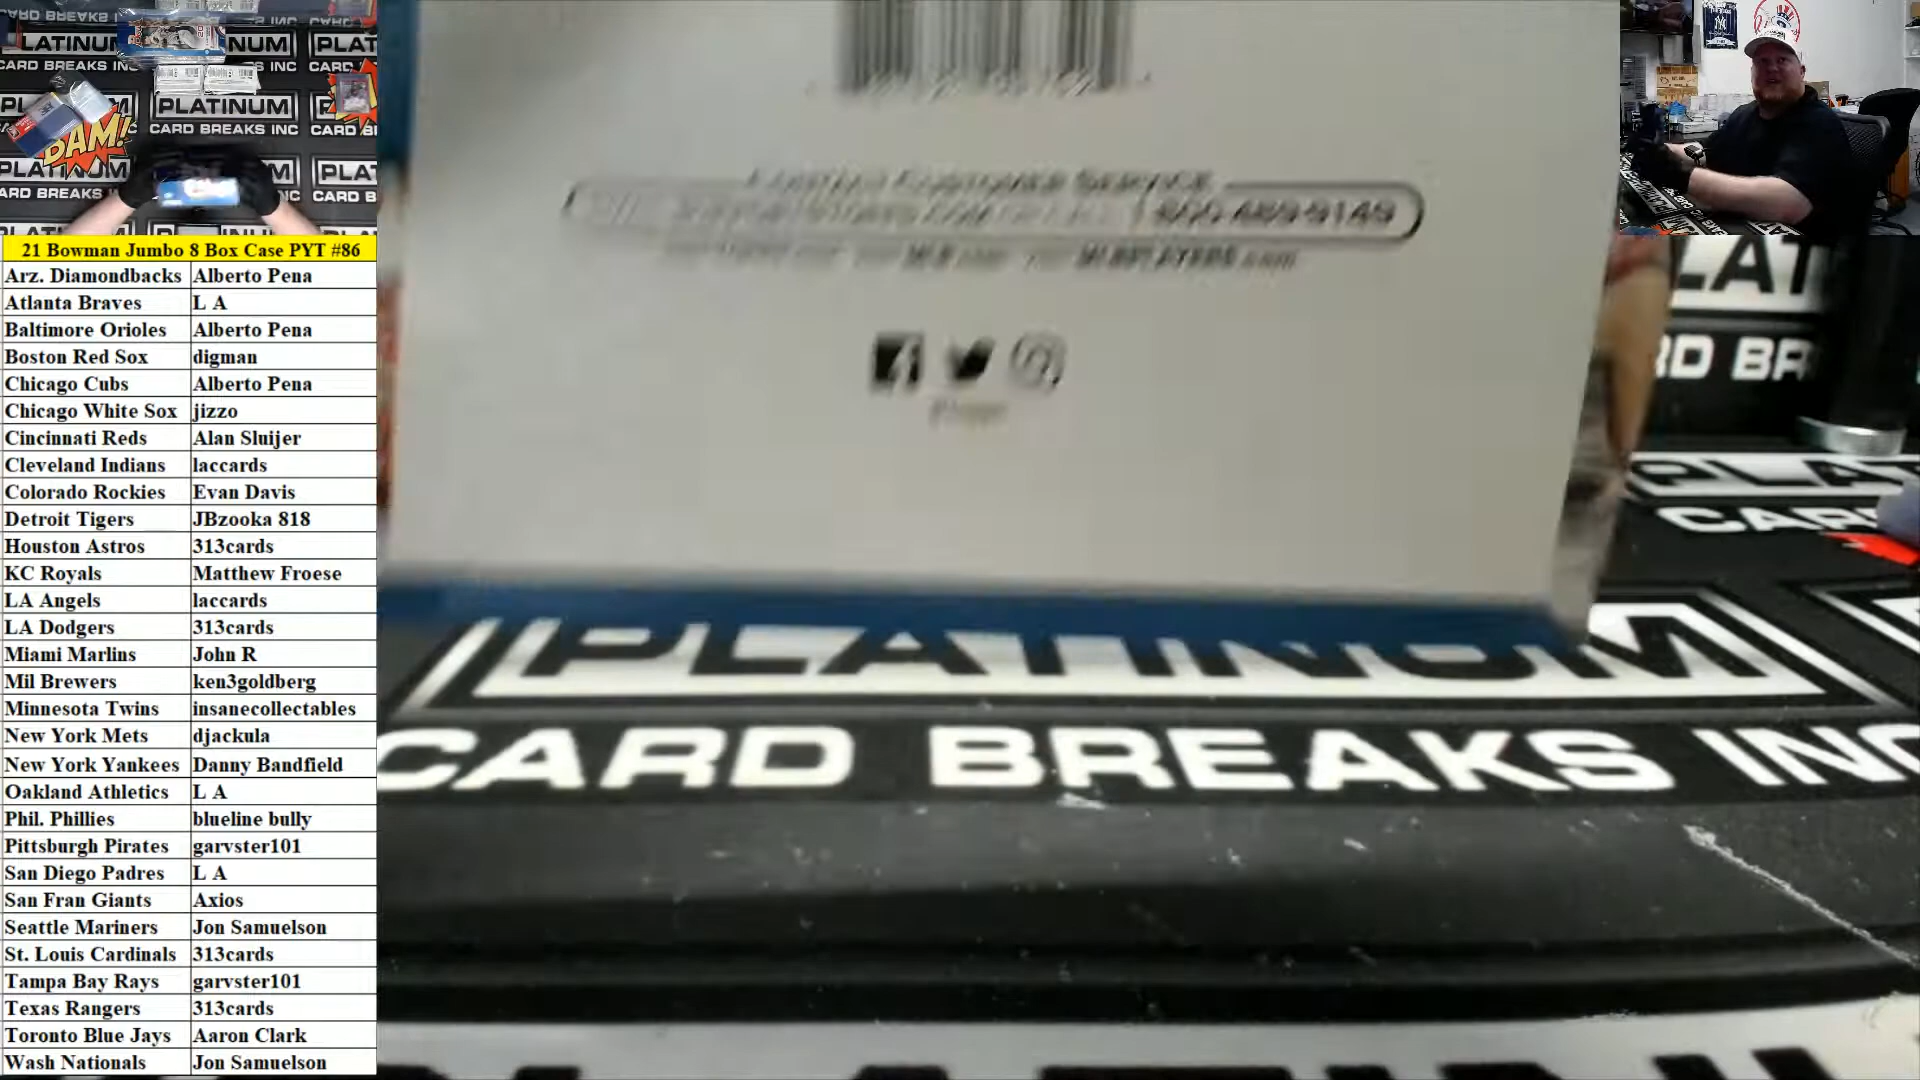 21 Bowman Jumbo 8 Box Case PYT #86
Arz. Diamondbacks Alberto Pena
Atlanta Braves L A
Baltimore Orioles Alberto Pena
Boston Red Sox digman
Chicago Cubs Alberto Pena
Chicago White Sox jizzo
Cincinnati Reds Alan Sluijer
Cleveland Indians laccards
Colorado Rockies Evan Davis
Detroit Tigers JBzooka 818
Houston Astros 313cards
KC Royals Matthew Froese
LA Angels laccards
LA Dodgers 313cards
Miami Marlins John R
Mil Brewers ken3goldberg
Minnesota Twins insanecollectables
New York Mets djackula
New York Yankees Danny Bandfield
Oakland Athletics L A
Phil. Phillies blueline bully
Pittsburgh Pirates garvster101
San Diego Padres L A
San Fran Giants Axios
Seattle Mariners Jon Samuelson
St. Louis Cardinals 313cards
Tampa Bay Rays garvster101
Texas Rangers 313cards
Toronto Blue Jays Aaron Clark
Wash Nationals Jon Samuelson
PLATINUM
CARD BREAKS INC
PLATINUM
CARD BREAKS INC
BAM!
PLATINUM
CARD BREAKS INC